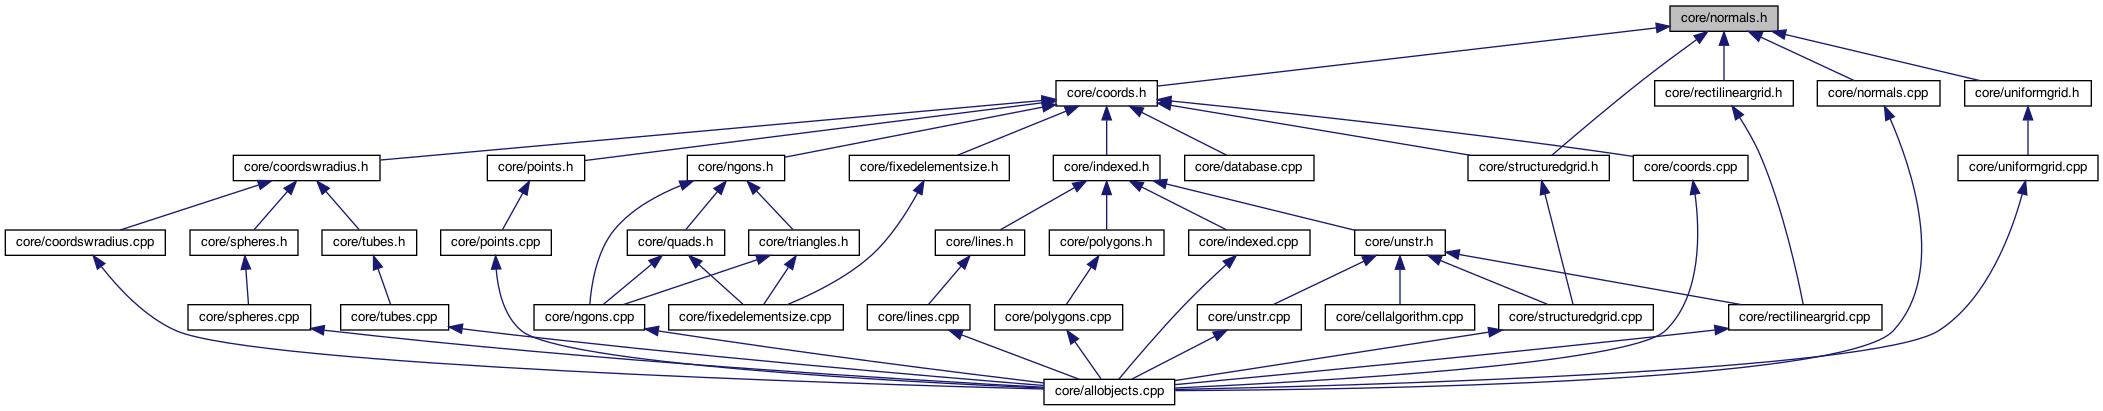 core/normals.h
core/coords.h
core/rectilineargrid.h
core/normals.cpp
core/uniformgrid.h
core/coordswradius.h
core/points.h
core/ngons.h
core/fixedelementsize.h
core/indexed.h
core/database.cpp
core/structuredgrid.h
core/coords.cpp
core/uniformgrid.cpp
core/coordswradius.cpp
core/spheres.h
core/tubes.h
core/points.cpp
core/quads.h
core/triangles.h
core/lines.h
core/polygons.h
core/indexed.cpp
core/unstr.h
core/spheres.cpp
core/tubes.cpp
core/ngons.cpp
core/fixedelementsize.cpp
core/lines.cpp
core/polygons.cpp
core/unstr.cpp
core/cellalgorithm.cpp
core/structuredgrid.cpp
core/rectilineargrid.cpp
core/allobjects.cpp